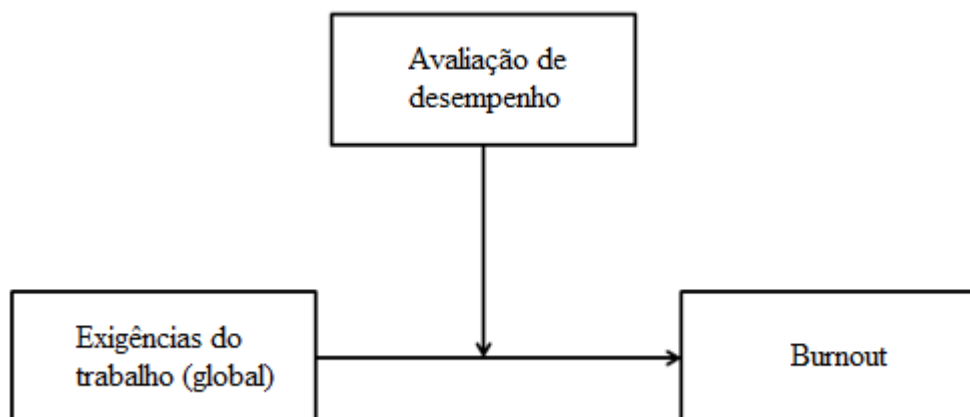 Avaliação de
desempenho
Exigências do
trabalho (global)
Burnout